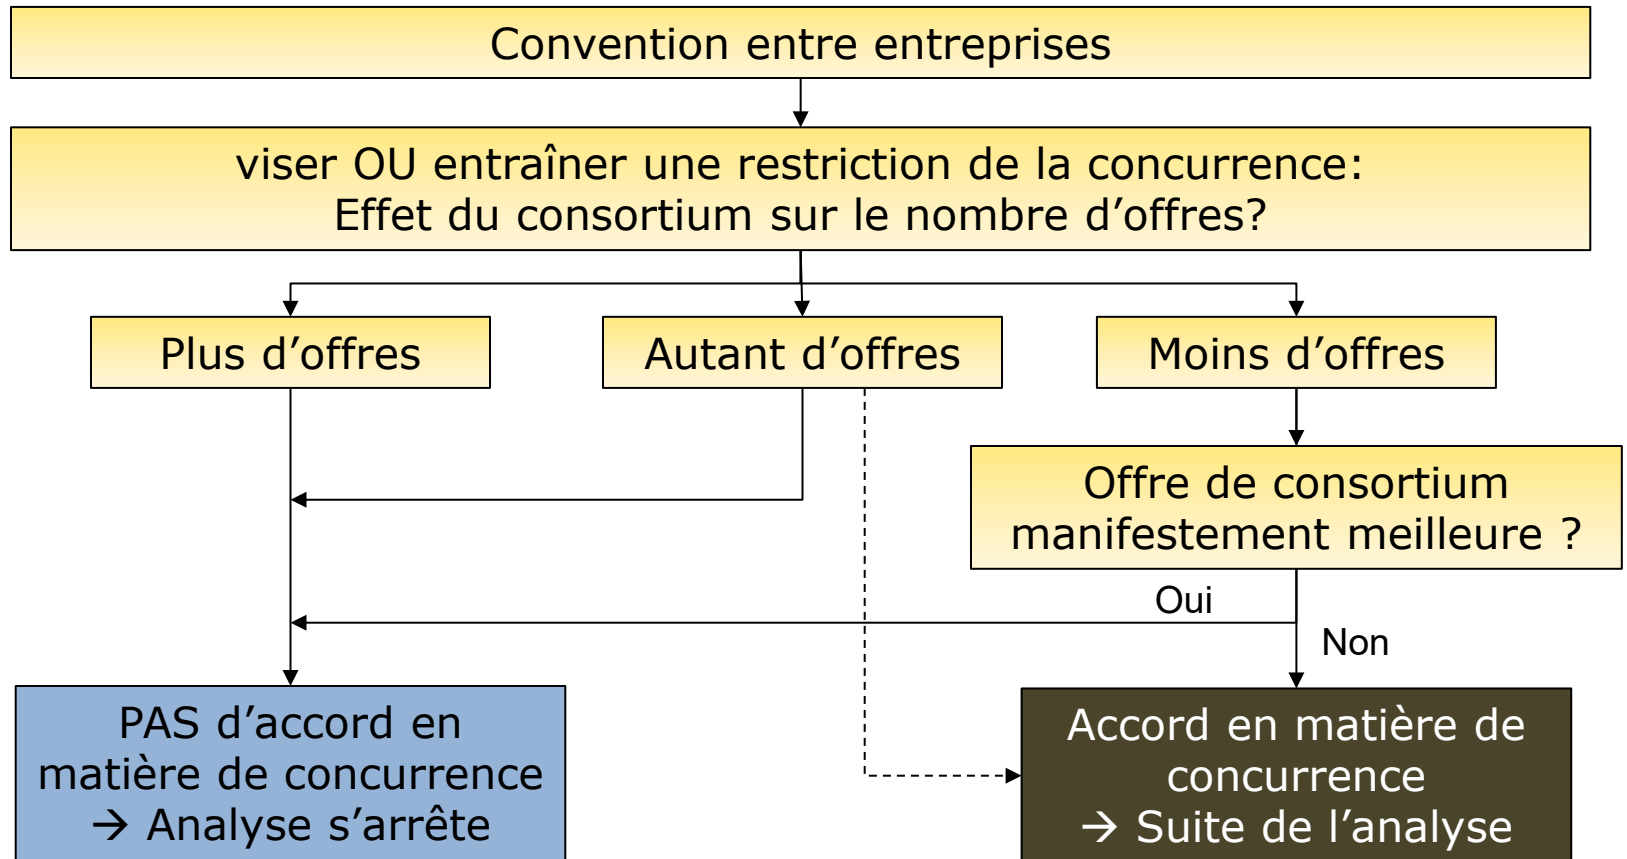 Convention entre entreprises
viser OU entraîner une restriction de la concurrence:
Effet du consortium sur le nombre d’offres?
Plus d’offres
Autant d’offres
Moins d’offres
Offre de consortium
manifestement meilleure ?
Oui
Non
PAS d’accord en
matière de concurrence
→ Analyse s’arrête
Accord en matière de
concurrence
→ Suite de l’analyse